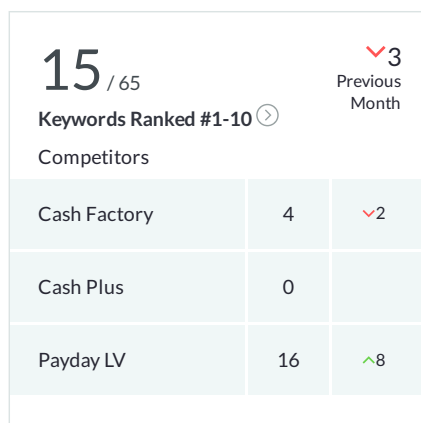 15 / 65
3
Previous
Month
Keywords Ranked #1-10
Competitors
Cash Factory 4 2
Cash Plus 0
Payday LV 16 8